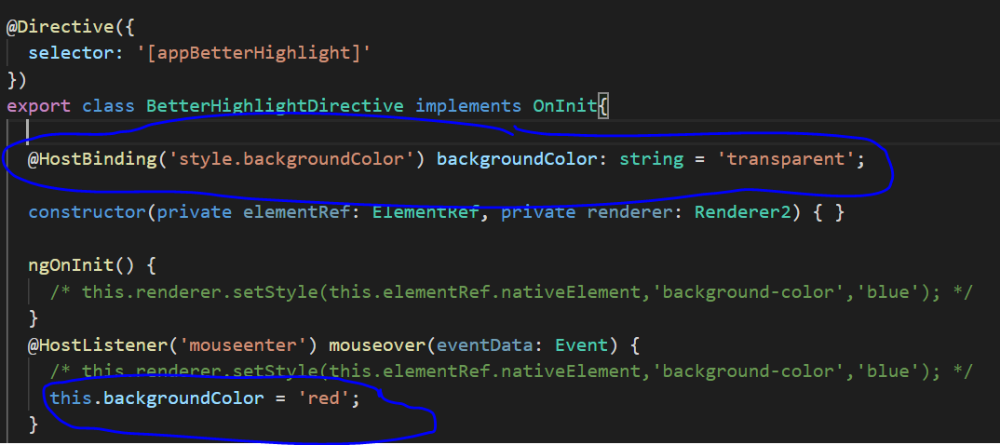 @Directive({
selector: '[appBetterHighlight]'
})
export class BetterHighlightDirective implements OnInit{
@HostBinding('style.backgroundColor') backgroundColor: string = 'transparent';
constructor(private elementRef: ElementRef, private renderer: Renderer2) { }
ngOnInit() {
/* this.renderer.setStyle(this.elementRef.nativeElement,'background-color','blue'); */
}
@HostListener('mouseenter') mouseover(eventData: Event) {
/* this.renderer.setStyle(this.elementRef.nativeElement,'background-color','blue'); */
this.backgroundColor = 'red';
}